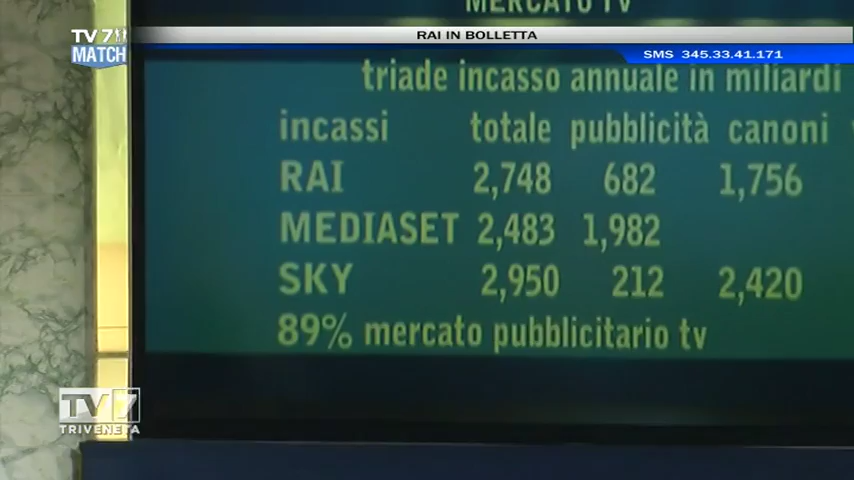 MERCATO TV
TV7
MATCH
RAI IN BOLLETTA
SMS 345.33.41.171
triade incasso annuale in miliardi
incassi totale pubblicità canoni
RAI 2,748 682 1,756
MEDIASET 2,483 1,982
SKY 2,950 212 2,420
89% mercato pubblicitario tv
TV7
TRIVENETA